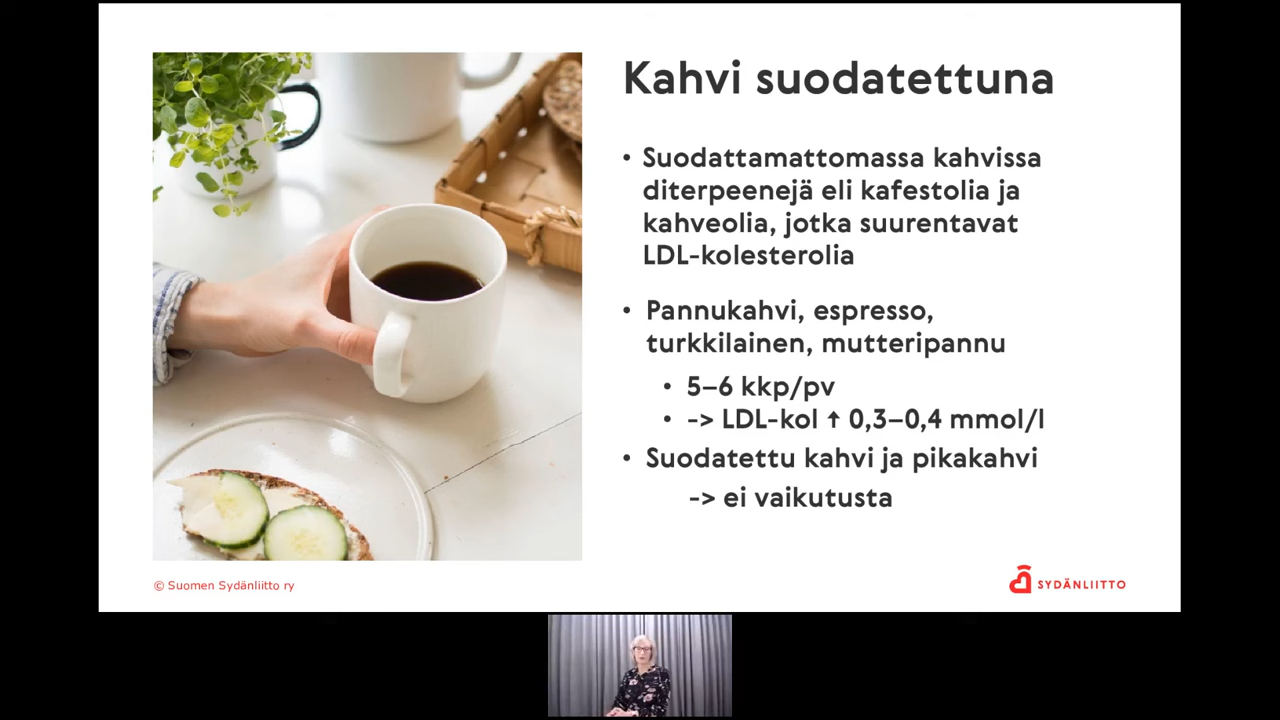 Kahvi suodatettuna
• Suodattamattomassa kahvissa
diterpeenejä eli kafestolia ja
kahveolia, jotka suurentavat
LDL-kolesterolia
• Pannukahvi, espresso,
turkkilainen, mutteripannu
• 5–6 kkp/pv
• -> LDL-kol ↑ 0,3–0,4 mmol/l
• Suodatettu kahvi ja pikakahvi
-> ei vaikutusta
© Suomen Sydänliitto ry
SYDÄNLIITTO